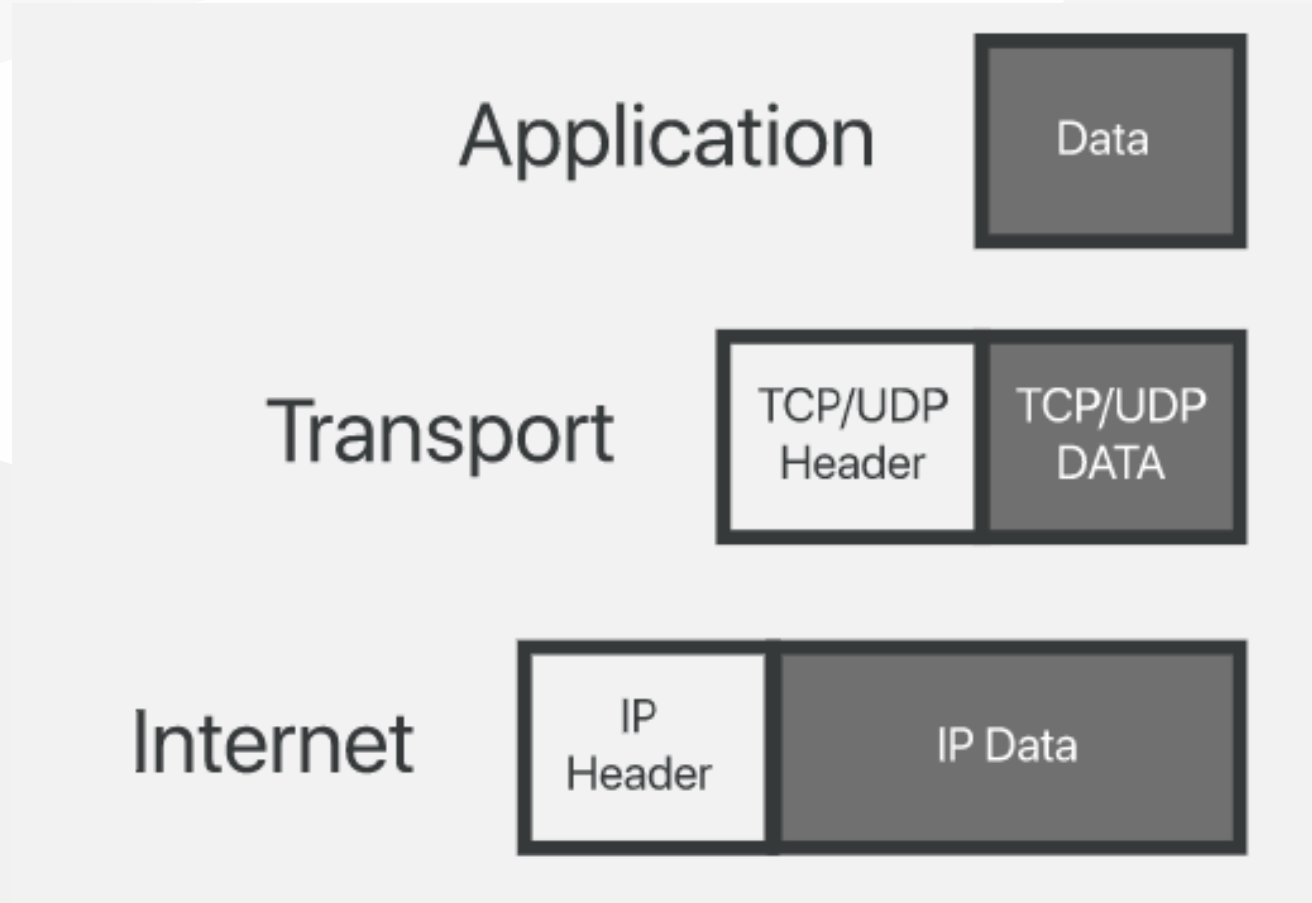 Application
Data
Transport
TCP/UDP
Header
TCP/UDP
DATA
Internet
IP
Header
IP Data